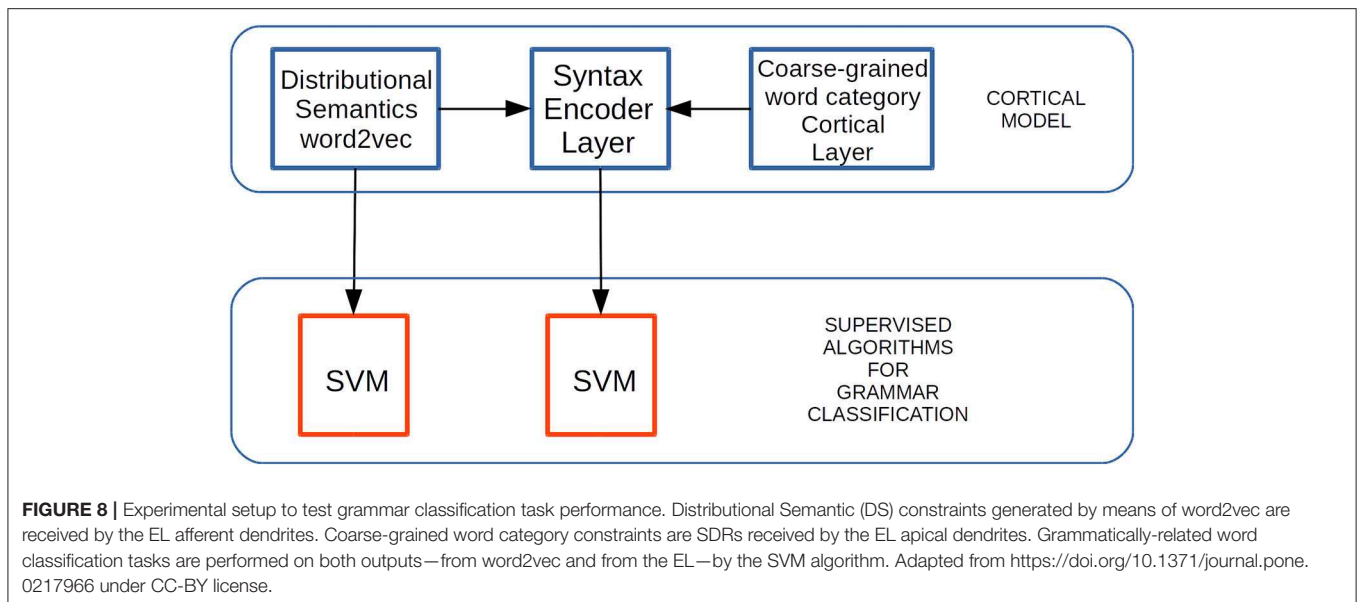 Distributional
Semantics
word2vec
Syntax
Encoder
Layer
Coarse-grained
word category
Cortical
Layer
CORTICAL
MODEL
SVM
SVM
SUPERVISED
ALGORITHMS
FOR
GRAMMAR
CLASSIFICATION
FIGURE 8 | Experimental setup to test grammar classification task performance. Distributional Semantic (DS) constraints generated by means of word2vec are
received by the EL afferent dendrites. Coarse-grained word category constraints are SDRs received by the EL apical dendrites. Grammatically-related word
classification tasks are performed on both outputs—from word2vec and from the EL—by the SVM algorithm. Adapted from https://doi.org/10.1371/journal.pone.
0217966 under CC-BY license.